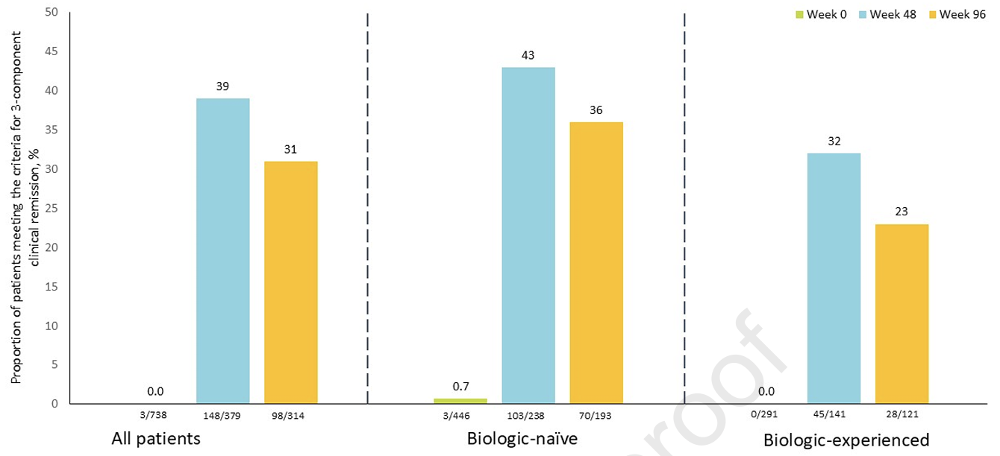 Proportion of patients meeting the criteria for 3-component
clinical remission, %
50
45
40
35
30
25
20
15
10
5
0
Week 0 Week 48 Week 96
0.0 39 31
0.7 43 36
0.0 32 23
3/738 148/379 98/314
3/446 103/238 70/193
0/291 45/141 28/121
All patients
Biologic-naïve
Biologic-experienced
proof